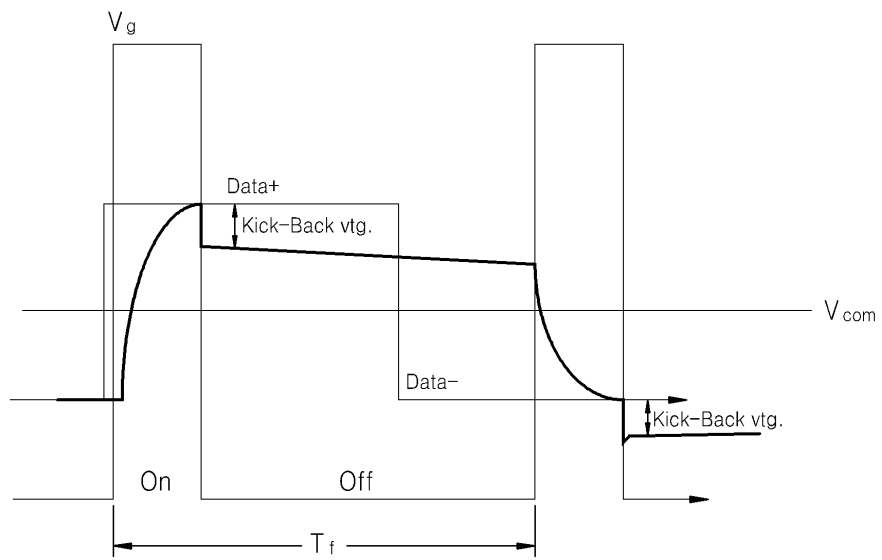 Vg
Data+
Kick-Back vtg.
Vcom
Data-
Kick-Back vtg.
On
Off
Tf